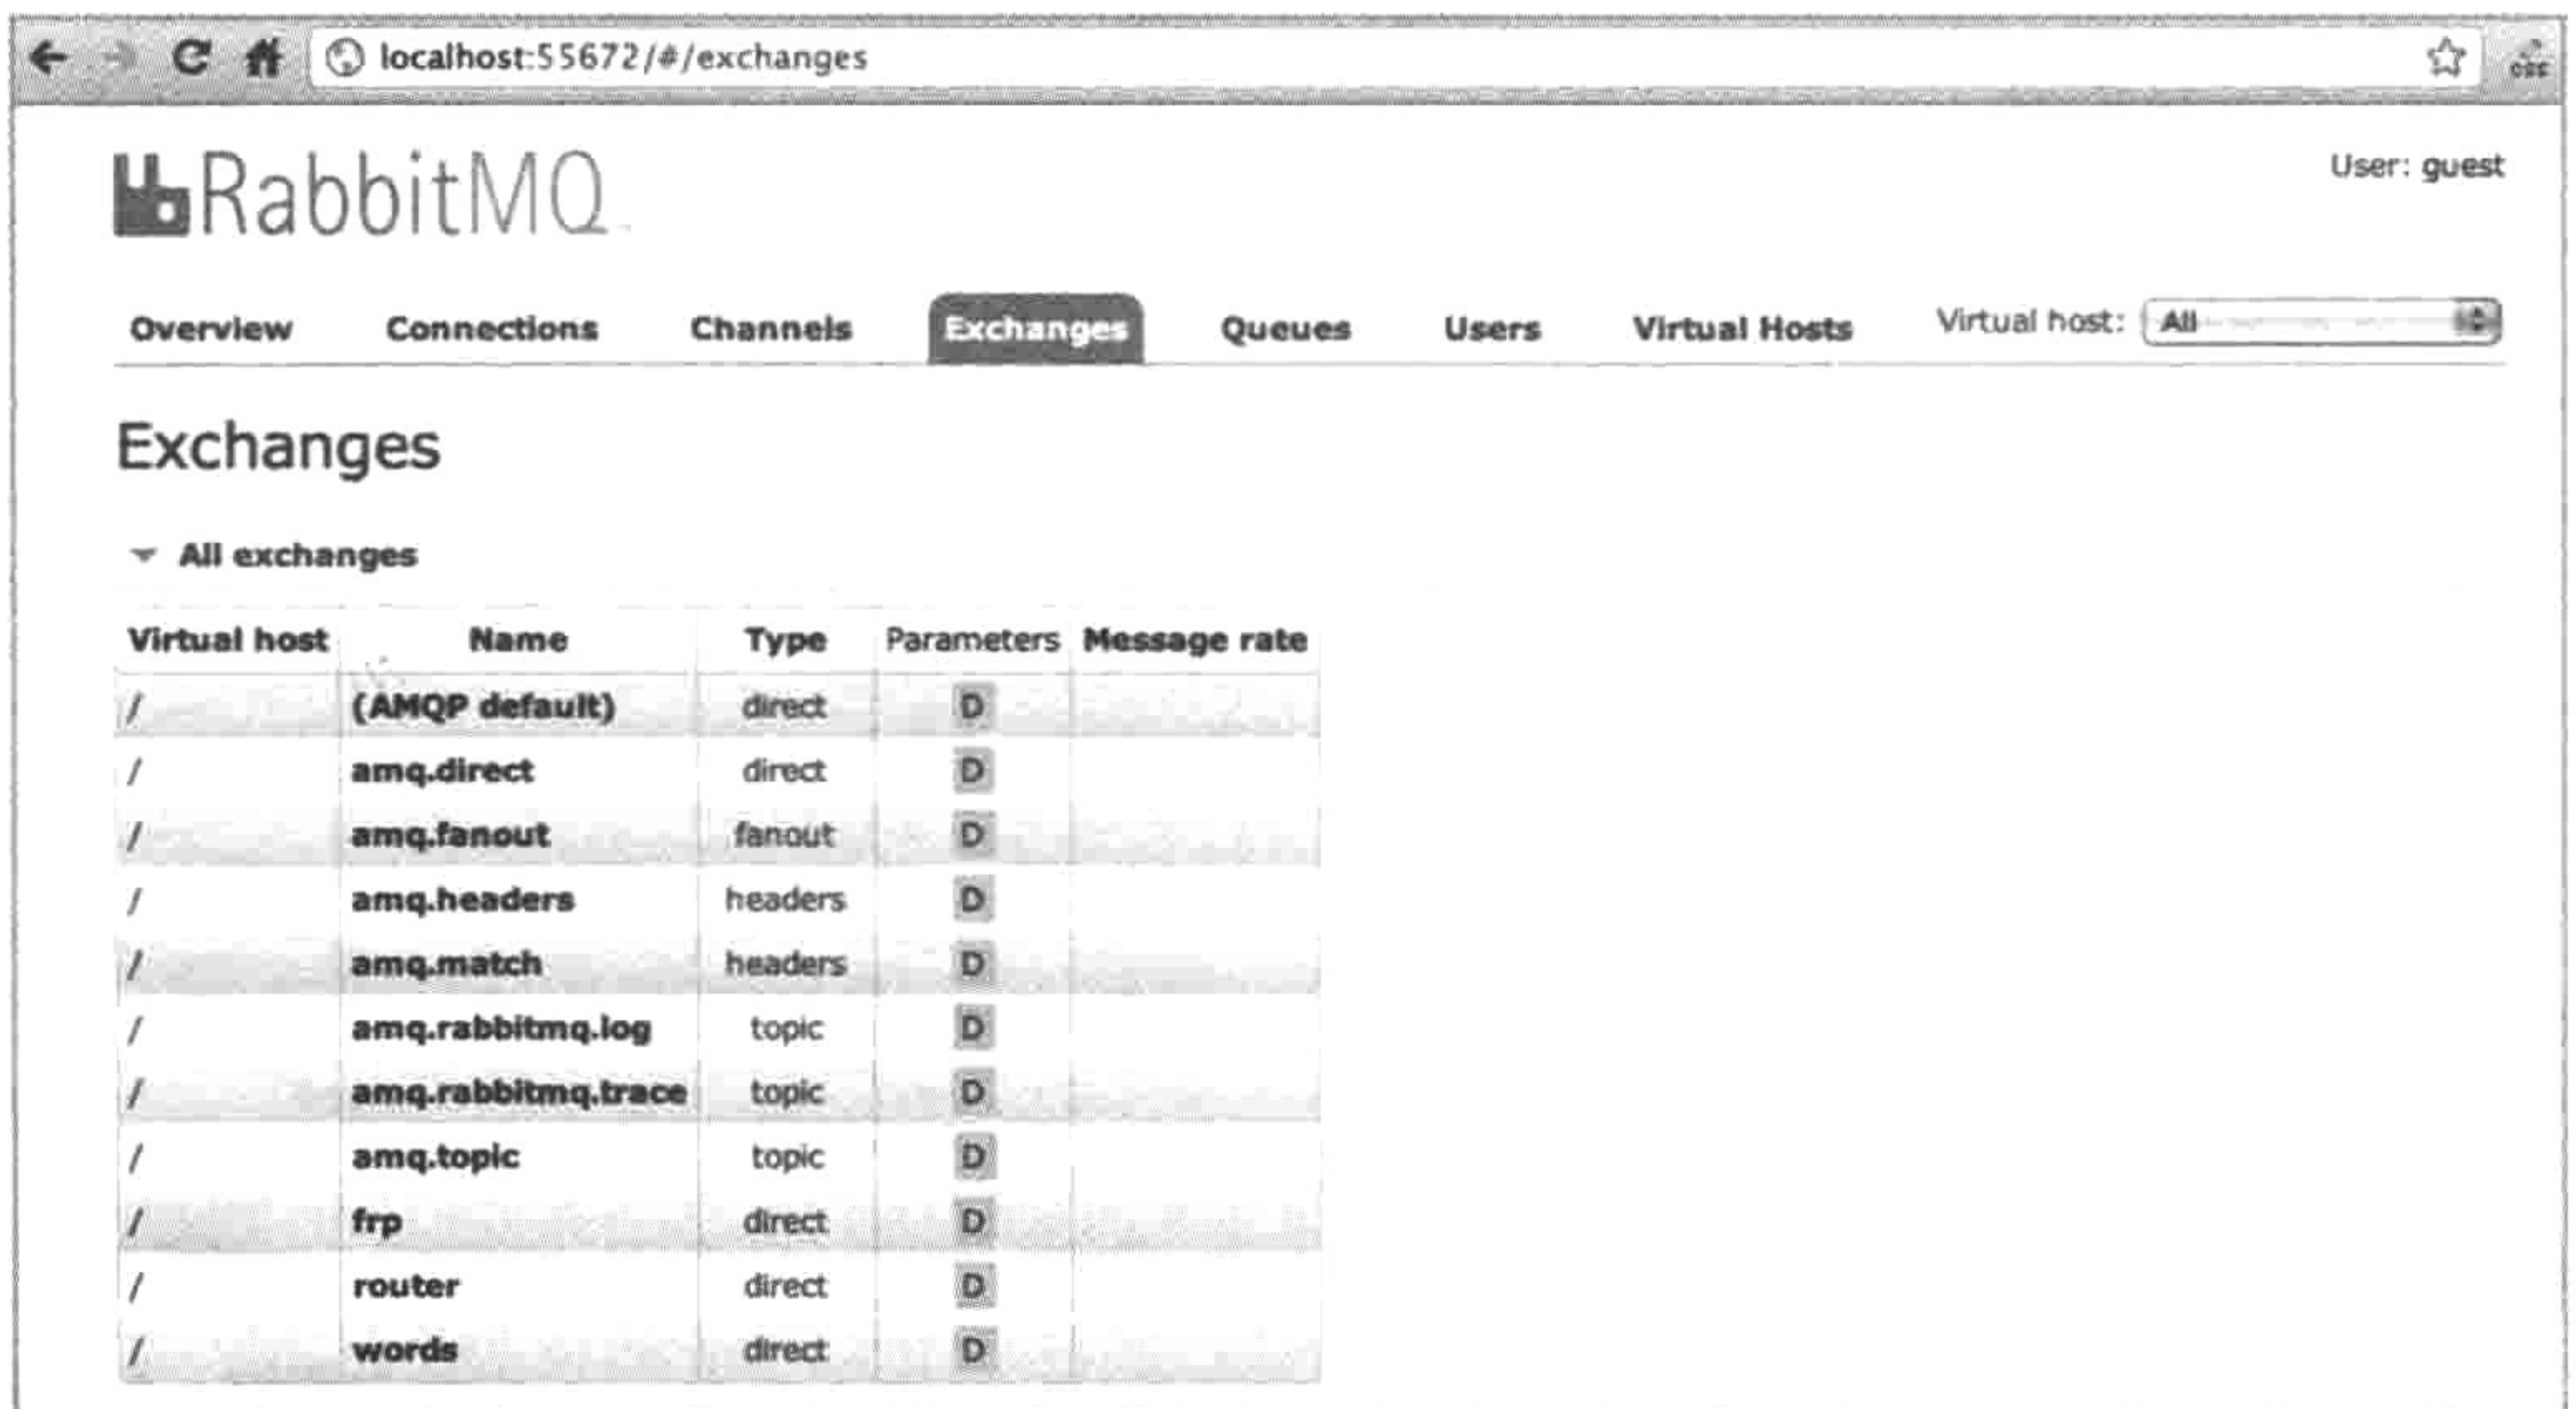 localhost:55672/#/exchanges
RabbitMQ
User: guest
Overview Connections Channels Exchanges Queues Users Virtual Hosts Virtual host: All
Exchanges
All exchanges
Virtual host Name Type Parameters Message rate
/ (AMQP default) direct D
/ amq.direct direct D
/ amq.fanout fanout D
/ amq.headers headers D
/ amq.match headers D
/ amq.rabbitmq.log topic D
/ amq.rabbitmq.trace topic D
/ amq.topic topic D
/ frp direct D
/ router direct D
/ words direct D